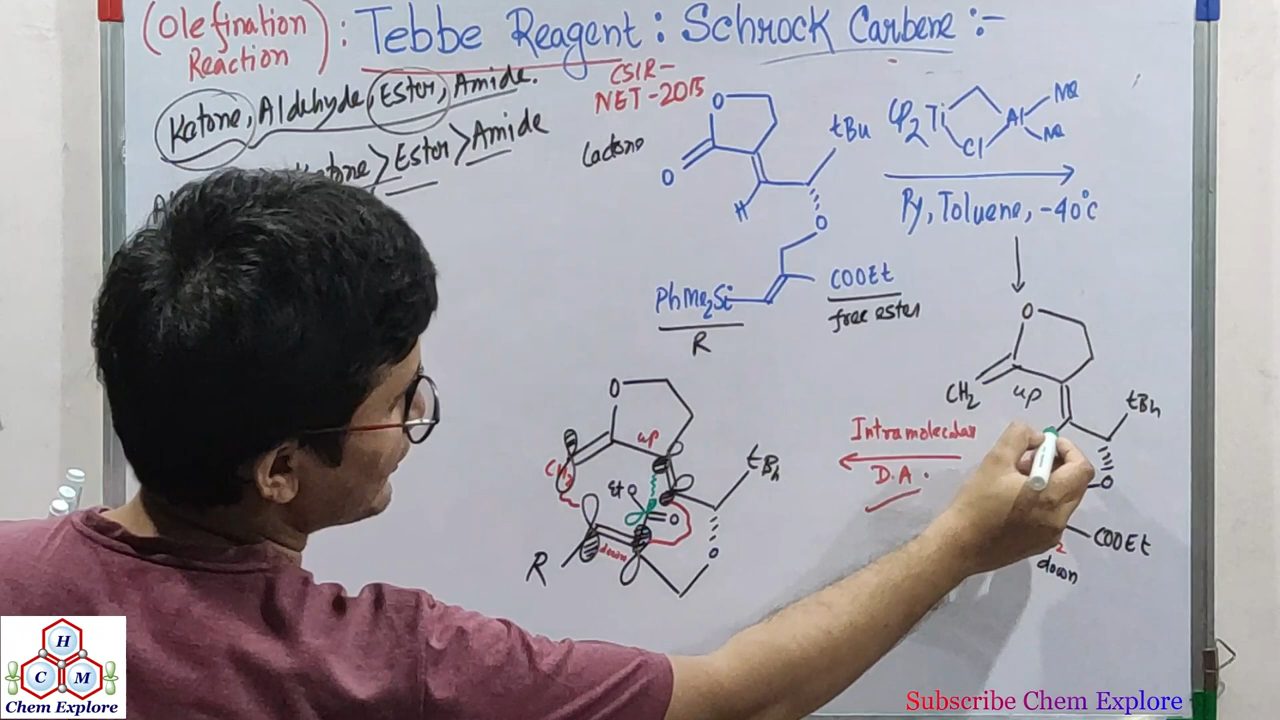 (Olefination Reaction) : Tebbe Reagent : Schrock Carbene :-
Ketone, Aldehyde, Ester, Amide.
Ketone > Ester > Amide
CSIR-
NET-2015
Lactone
O
O
H
tBu
O
PhMe2Si
R
COOEt
free ester
Cp2Ti
Al
Me
Me
Cl
Py, Toluene, -40°C
O
CH2
up
tBu
O
COOEt
2
down
Intramolecular
D.A.
O
CH2
up
EtO
O
tBu
O
down
R
H
C M
Chem Explore
Subscribe Chem Explore